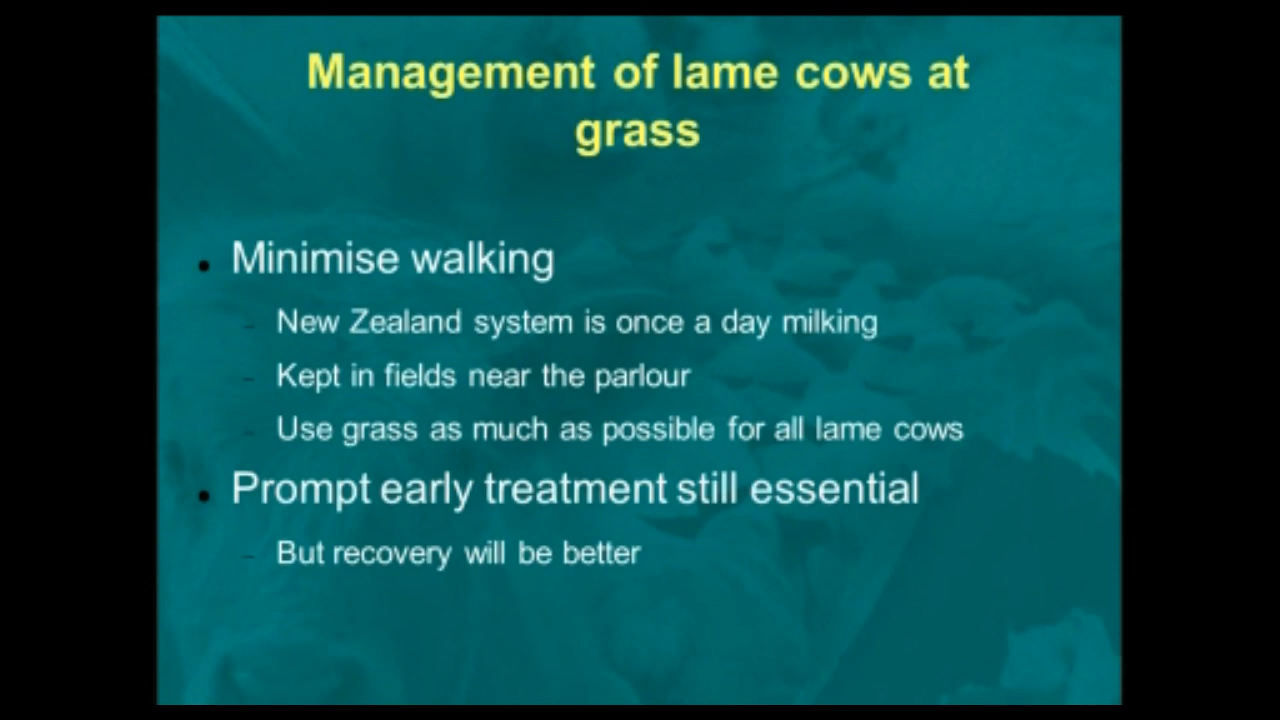 Management of lame cows at
grass
• Minimise walking
- New Zealand system is once a day milking
- Kept in fields near the parlour
- Use grass as much as possible for all lame cows
• Prompt early treatment still essential
- But recovery will be better